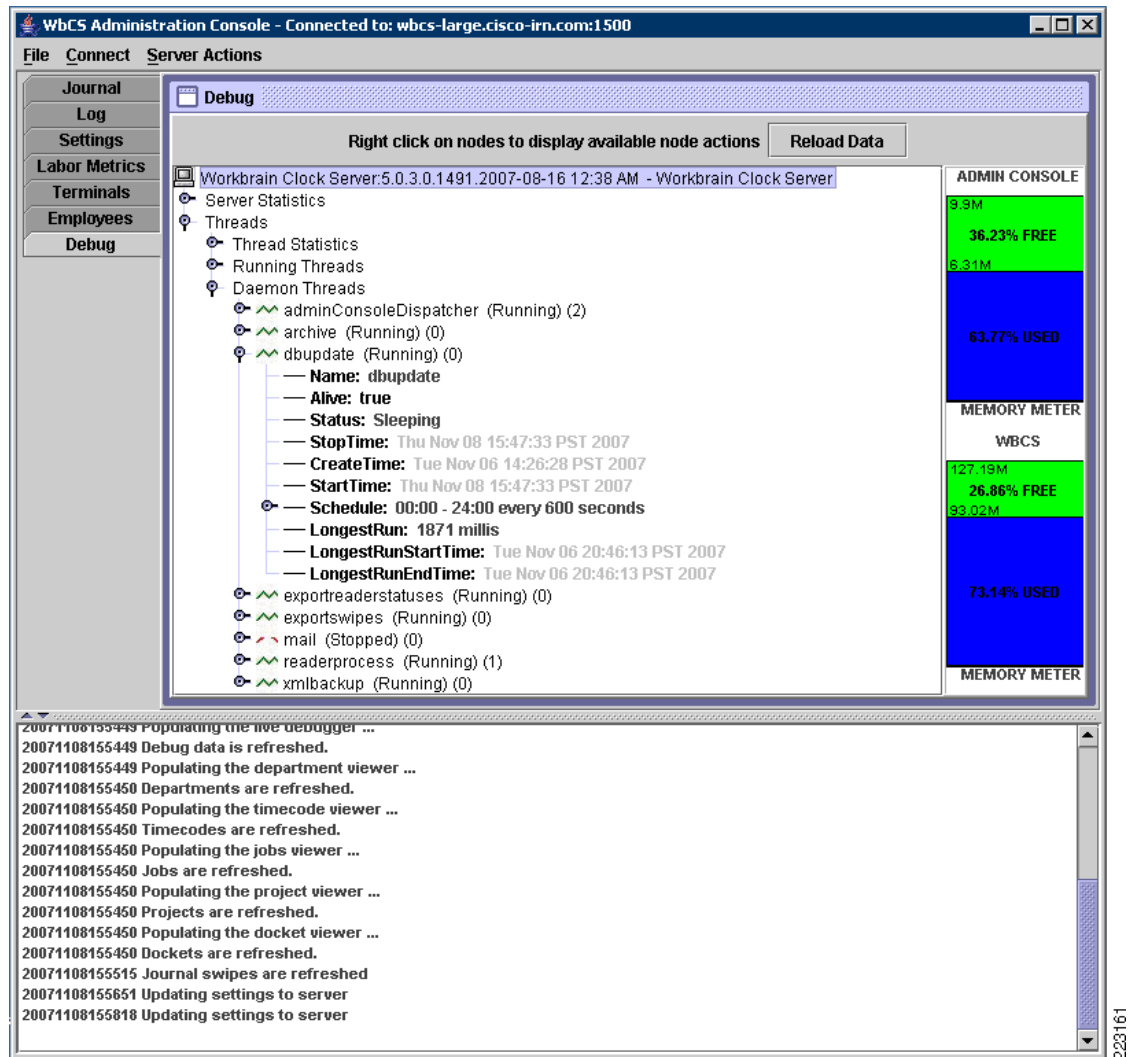 WbCS Administration Console - Connected to: wbcs-large.cisco-irn.com:1500
File Connect Server Actions
Journal
Log
Settings
Labor Metrics
Terminals
Employees
Debug
Debug
Right click on nodes to display available node actions
Reload Data
Workbrain Clock Server:5.0.3.0.1491.2007-08-16 12:38 AM - Workbrain Clock Server
Server Statistics
Threads
Thread Statistics
Running Threads
Daemon Threads
adminConsoleDispatcher (Running) (2)
archive (Running) (0)
dbupdate (Running) (0)
Name: dbupdate
Alive: true
Status: Sleeping
StopTime: Thu Nov 08 15:47:33 PST 2007
CreateTime: Tue Nov 06 14:26:28 PST 2007
StartTime: Thu Nov 08 15:47:33 PST 2007
Schedule: 00:00 - 24:00 every 600 seconds
LongestRun: 1871 millis
LongestRunStartTime: Tue Nov 06 20:46:13 PST 2007
LongestRunEndTime: Tue Nov 06 20:46:13 PST 2007
exportreaderstatuses (Running) (0)
exportswipes (Running) (0)
mail (Stopped) (0)
readerprocess (Running) (1)
xmlbackup (Running) (0)
ADMIN CONSOLE
9.9M
36.23% FREE
6.31M
63.77% USED
MEMORY METER
WBCS
127.19M
26.86% FREE
93.02M
73.14% USED
MEMORY METER
20071108155449 Populating the live debugger ...
20071108155449 Debug data is refreshed.
20071108155449 Populating the department viewer ...
20071108155450 Departments are refreshed.
20071108155450 Populating the timecode viewer ...
20071108155450 Timecodes are refreshed.
20071108155450 Populating the jobs viewer ...
20071108155450 Jobs are refreshed.
20071108155450 Populating the project viewer ...
20071108155450 Projects are refreshed.
20071108155450 Populating the docket viewer ...
20071108155450 Dockets are refreshed.
20071108155515 Journal swipes are refreshed
20071108155651 Updating settings to server
20071108155818 Updating settings to server
223161